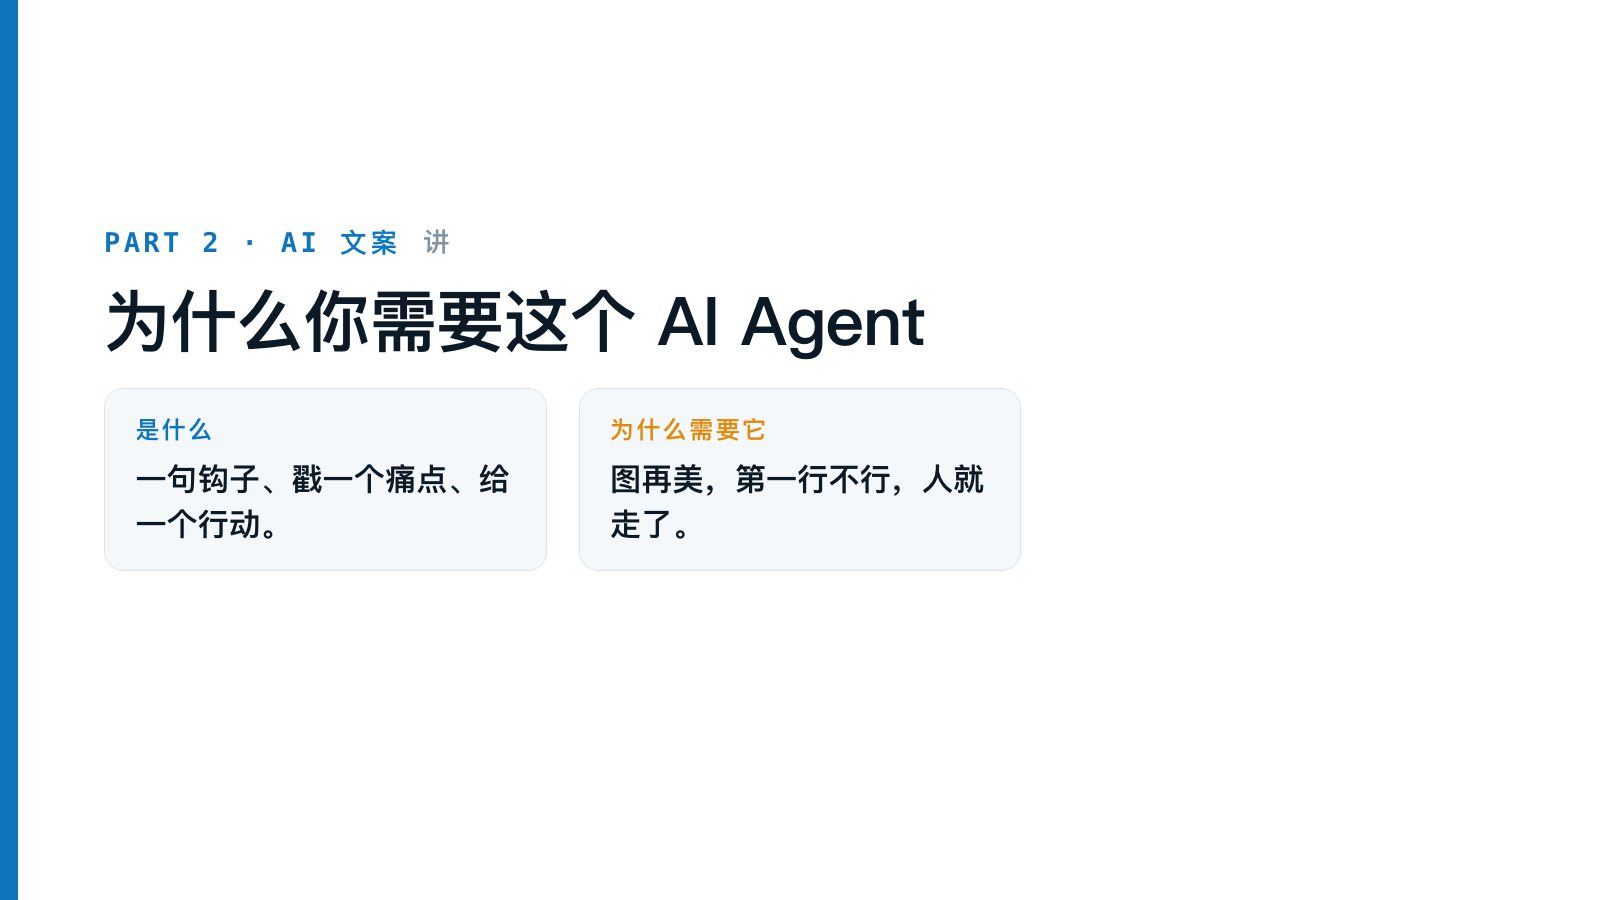 PART 2 · AI 文案 讲
为什么你需要这个 AI Agent
是什么
一句钩子、戳一个痛点、给
一个行动。
为什么需要它
图再美，第一行不行，人就
走了。